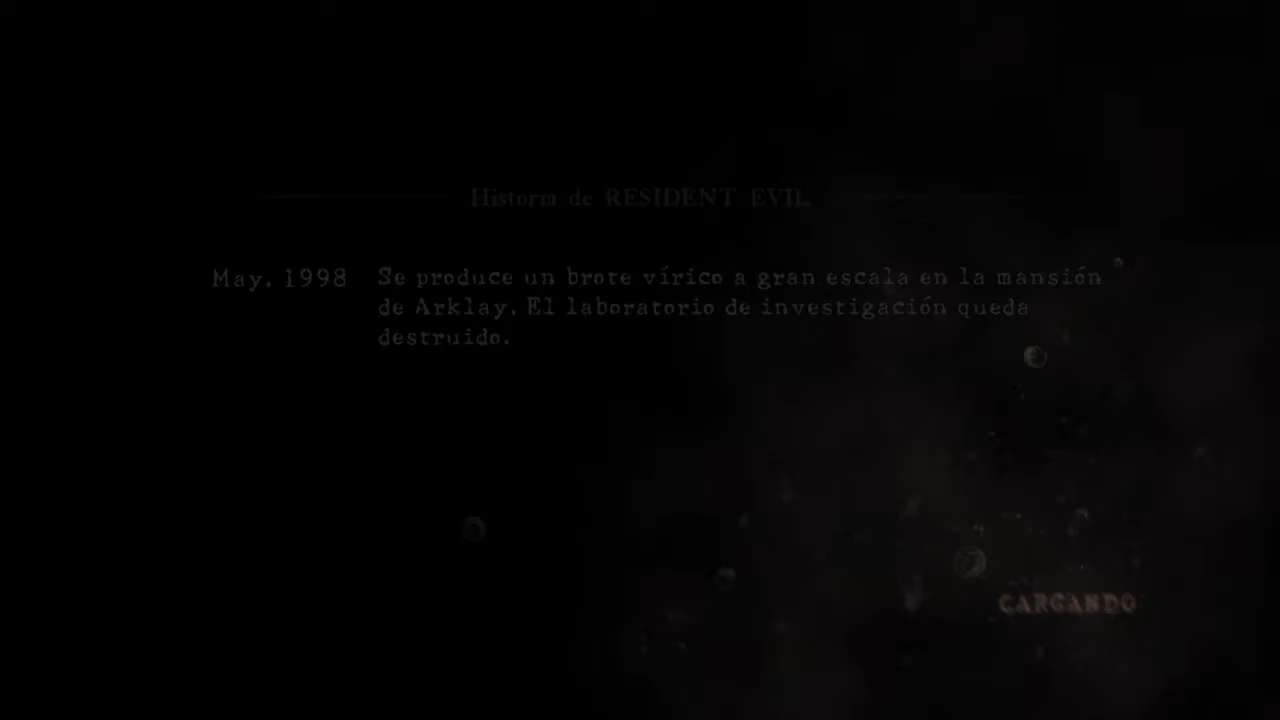 Historia de RESIDENT EVIL
May. 1998 Se produce un brote vírico a gran escala en la mansión
de Arklay. El laboratorio de investigación queda
destruido.
CARGANDO